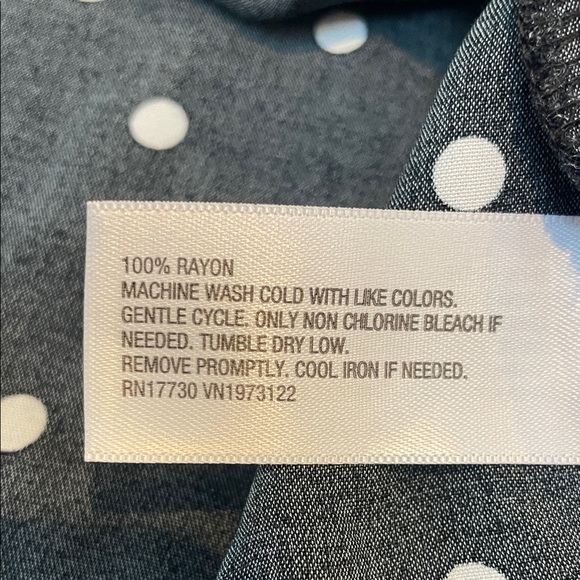 100% RAYON
MACHINE WASH COLD WITH LIKE COLORS.
GENTLE CYCLE. ONLY NON CHLORINE BLEACH IF
NEEDED. TUMBLE DRY LOW.
REMOVE PROMPTLY. COOL IRON IF NEEDED.
RN17730 VN1973122